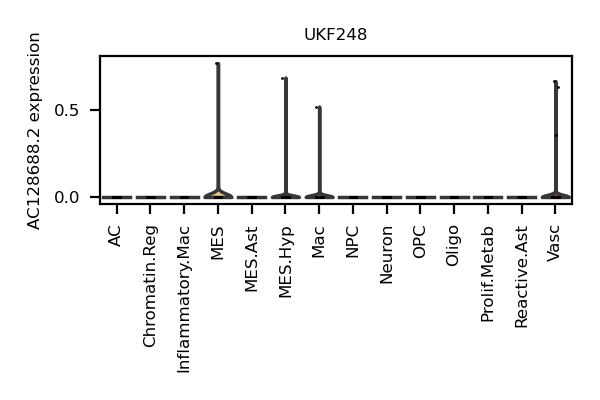 UKF248
AC128688.2 expression
0.5
0.0
AC
Chromatin.Reg
Inflammatory.Mac
MES
MES.Ast
MES.Hyp
Mac
NPC
Neuron
OPC
Oligo
Prolif.Metab
Reactive.Ast
Vasc